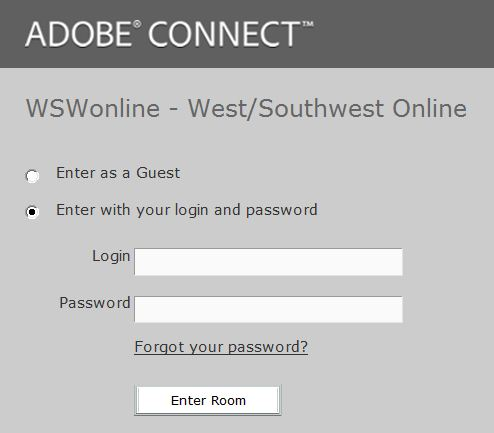 ADOBE® CONNECT™
WSWonline - West/Southwest Online
Enter as a Guest
Enter with your login and password
Login
Password
Forgot your password?
Enter Room